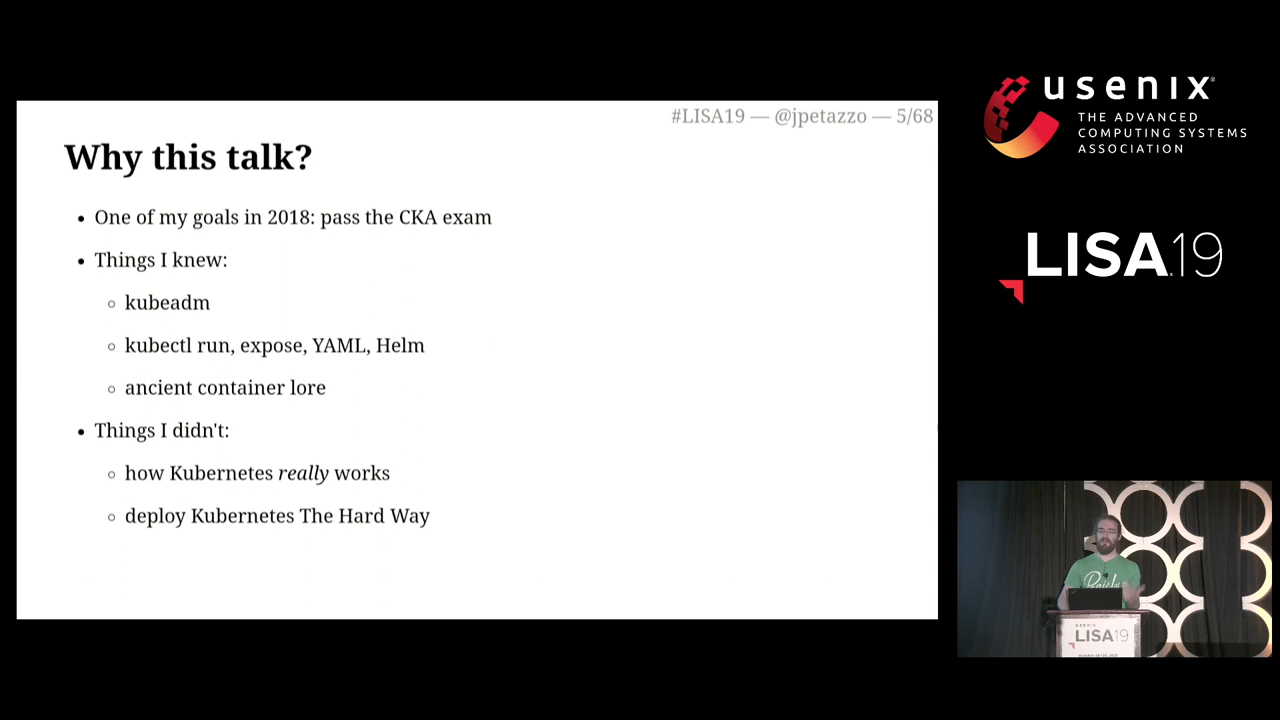 #LISA19 — @jpetazzo — 5/68
Why this talk?
One of my goals in 2018: pass the CKA exam
Things I knew:
kubeadm
kubectl run, expose, YAML, Helm
ancient container lore
Things I didn't:
how Kubernetes really works
deploy Kubernetes The Hard Way
usenix
THE ADVANCED
COMPUTING SYSTEMS
ASSOCIATION
LISA19
usenix
LISA19